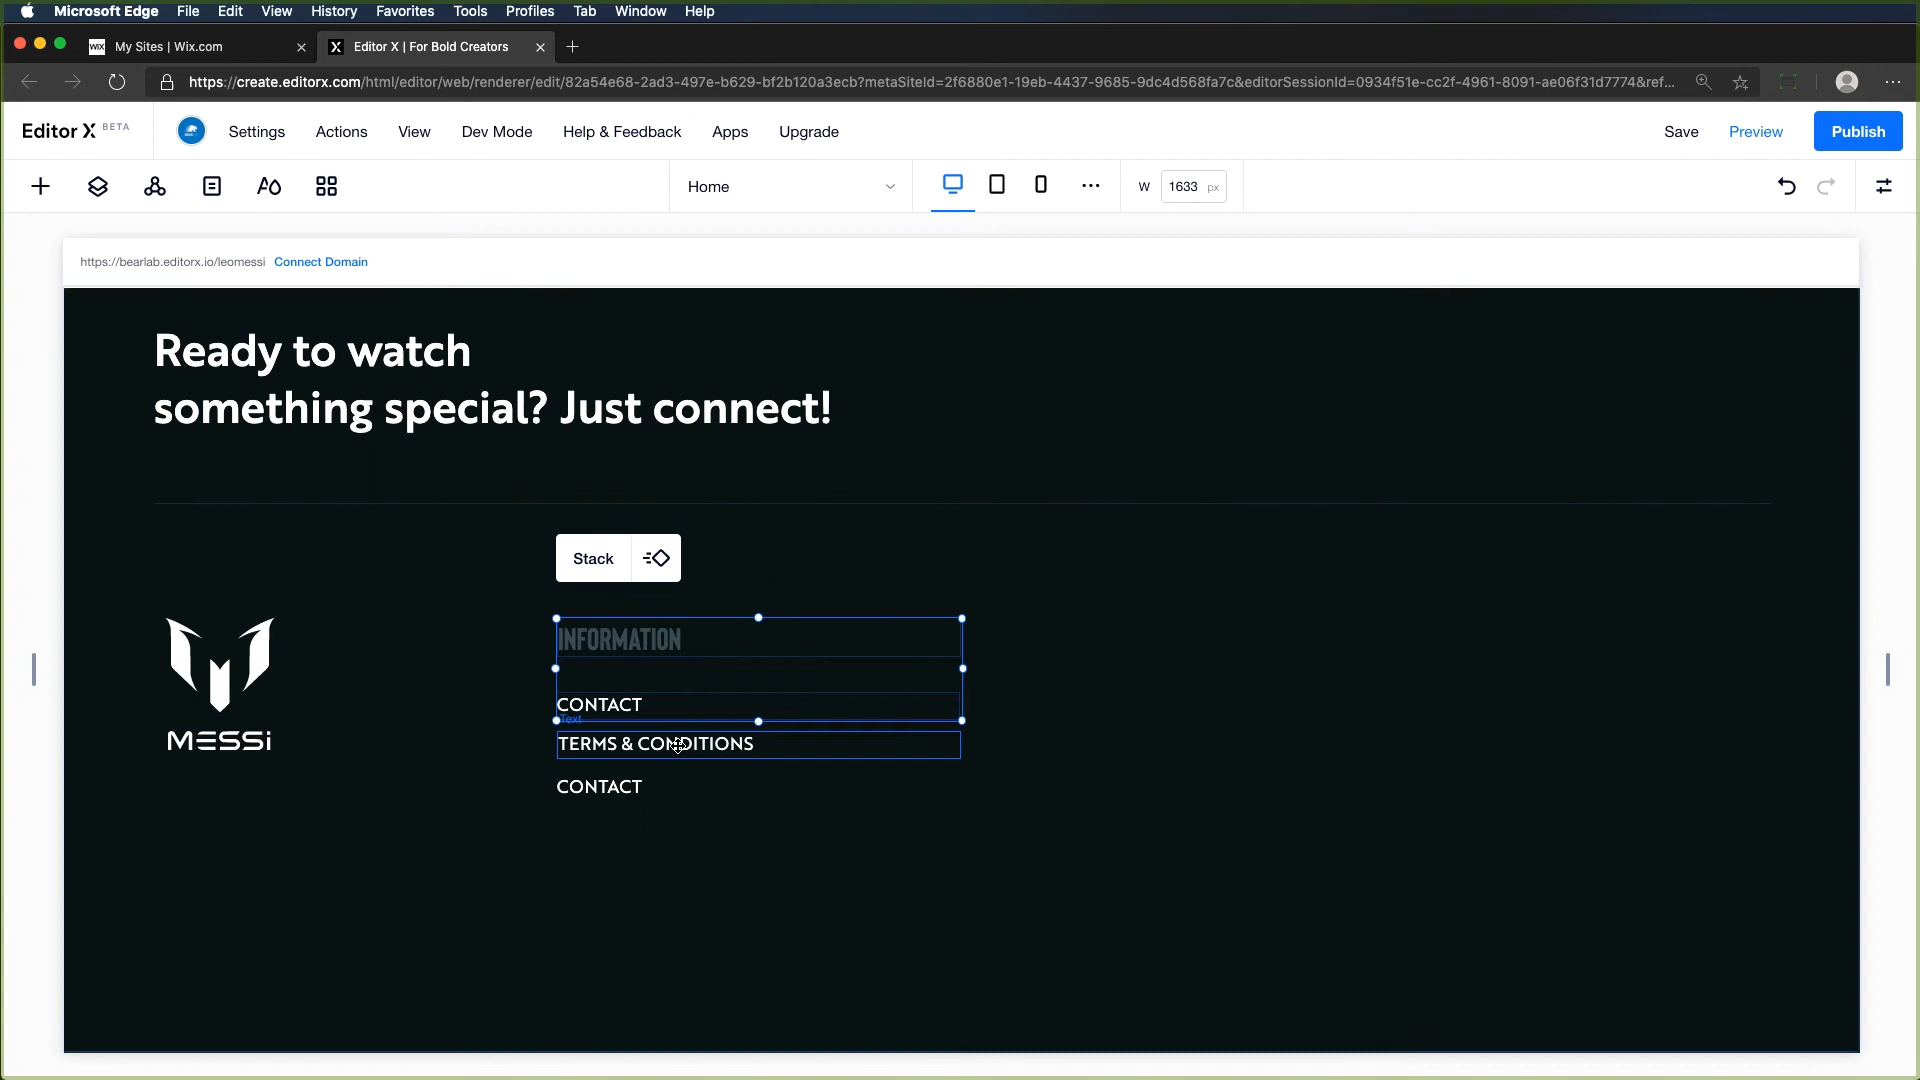 Microsoft Edge File Edit View History Favorites Tools Profiles Tab Window Help
WIX My Sites | Wix.com X Editor X | For Bold Creators
https://create.editorx.com/html/editor/web/renderer/edit/82a54e68-2ad3-497e-b629-bf2b120a3ecb?metaSiteId=2f6880e1-19eb-4437-9685-9dc4d568fa7c&editorSessionId=0934f51e-cc2f-4961-8091-ae06f31d7774&ref...
Editor X BETA Settings Actions View Dev Mode Help & Feedback Apps Upgrade Save Preview Publish
Home W 1633 px
https://bearlab.editorx.io/leomessi Connect Domain
Ready to watch
something special? Just connect!
Stack
INFORMATION
CONTACT
Text
TERMS & CONDITIONS
CONTACT
MESSi